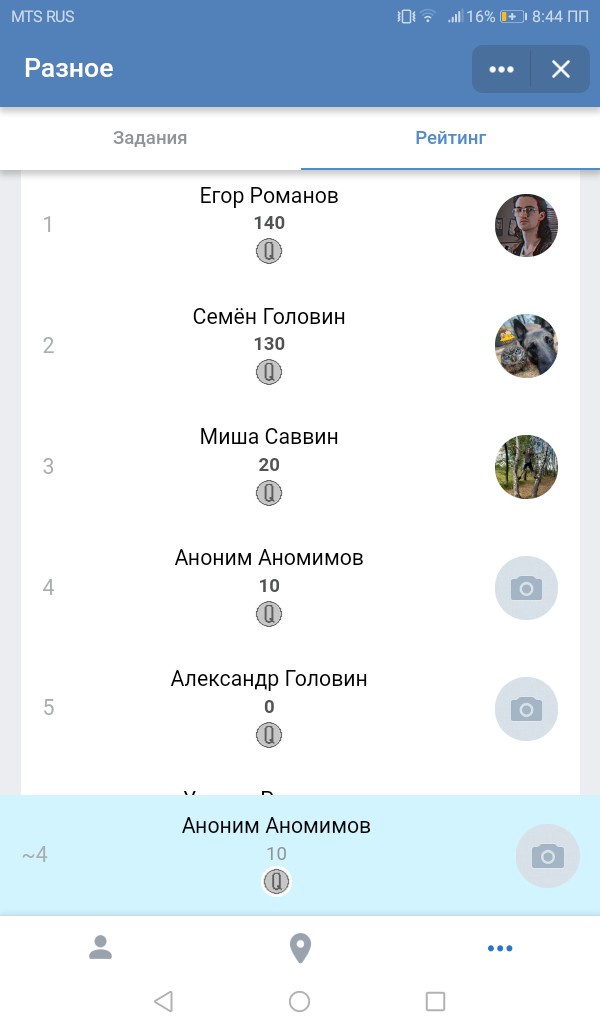 MTS RUS 16% 8:44 ПП
Разное
Задания Рейтинг
1 Егор Романов
140
Q
2 Семён Головин
130
Q
3 Миша Саввин
20
Q
4 Аноним Аномимов
10
Q
5 Александр Головин
0
Q
~4 Аноним Аномимов
10
Q